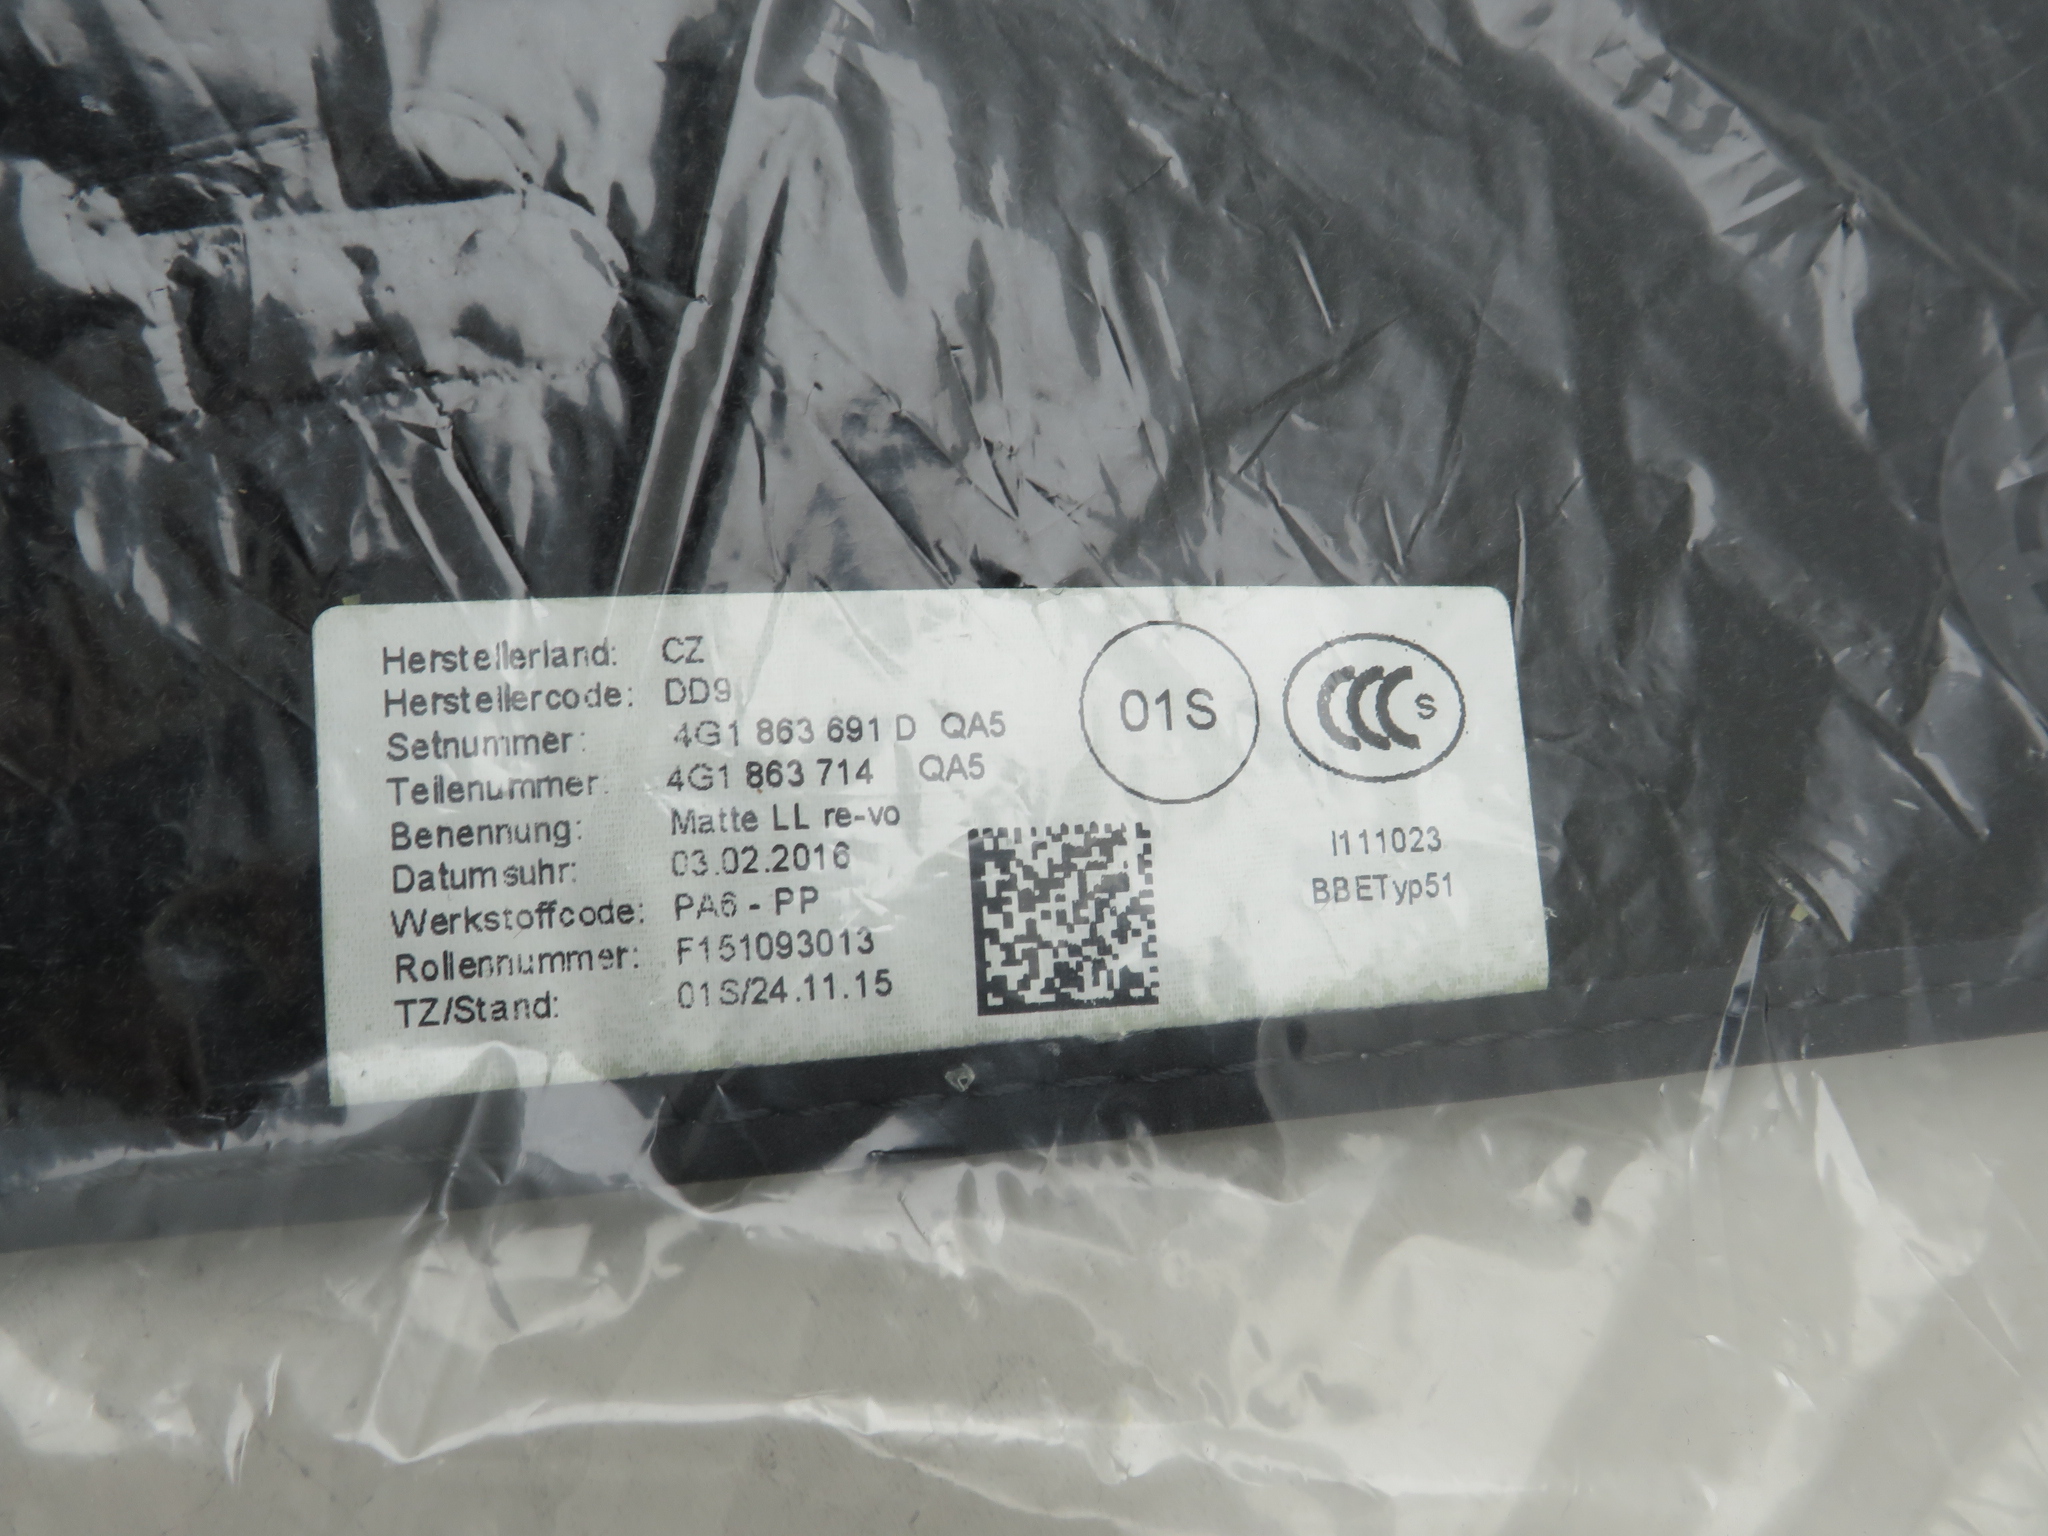 Herstellerland: CZ
Herstellercode: DD9
Setnummer: 4G1 863 691 D QA5
Teilenummer: 4G1 863 714 QA5
Benennung: Matte LL re-vo
Datumsuhr: 03.02.2016
Werkstoffcode: PA6 - PP
Rollennummer: F151093013
TZ/Stand: 01S/24.11.15
01S
CCC S
I111023
BBETyp51